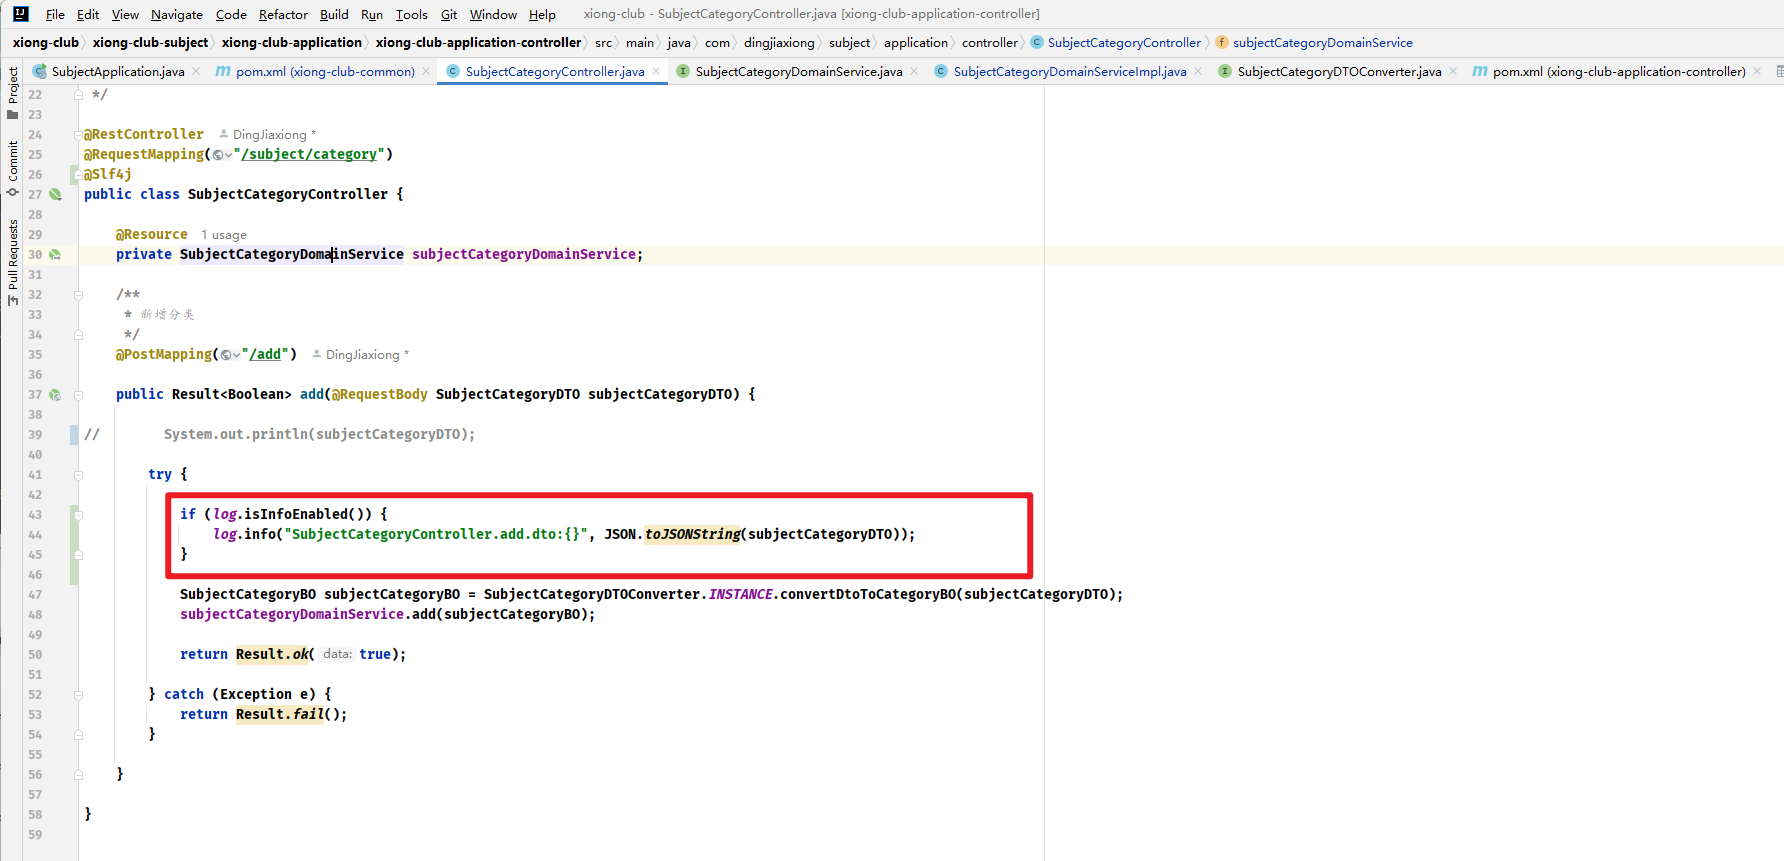 File Edit View Navigate Code Refactor Build Run Tools Git Window Help xiong-club - SubjectCategoryController.java [xiong-club-application-controller]
xiong-club xiong-club-subject xiong-club-application xiong-club-application-controller src main java com dingjiaxiong subject application controller SubjectCategoryController subjectCategoryDomainService
SubjectApplication.java pom.xml (xiong-club-common) SubjectCategoryController.java SubjectCategoryDomainService.java SubjectCategoryDomainServiceImpl.java SubjectCategoryDTOConverter.java pom.xml (xiong-club-application-controller)
Project
Commit
Pull Requests
22 */
23
24 @RestController DingJiaxiong *
25 @RequestMapping("/subject/category")
26 @Slf4j
27 public class SubjectCategoryController {
28
29 @Resource 1 usage
30 private SubjectCategoryDomainService subjectCategoryDomainService;
31
32 /**
33 * 新增分类
34 */
35 @PostMapping("/add") DingJiaxiong *
36
37 public Result<Boolean> add(@RequestBody SubjectCategoryDTO subjectCategoryDTO) {
38
39 // System.out.println(subjectCategoryDTO);
40
41 try {
42
43 if (log.isInfoEnabled()) {
44 log.info("SubjectCategoryController.add.dto:{}", JSON.toJSONString(subjectCategoryDTO));
45 }
46
47 SubjectCategoryBO subjectCategoryBO = SubjectCategoryDTOConverter.INSTANCE.convertDtoToCategoryBO(subjectCategoryDTO);
48 subjectCategoryDomainService.add(subjectCategoryBO);
49
50 return Result.ok( data: true);
51
52 } catch (Exception e) {
53 return Result.fail();
54 }
55
56 }
57
58 }
59